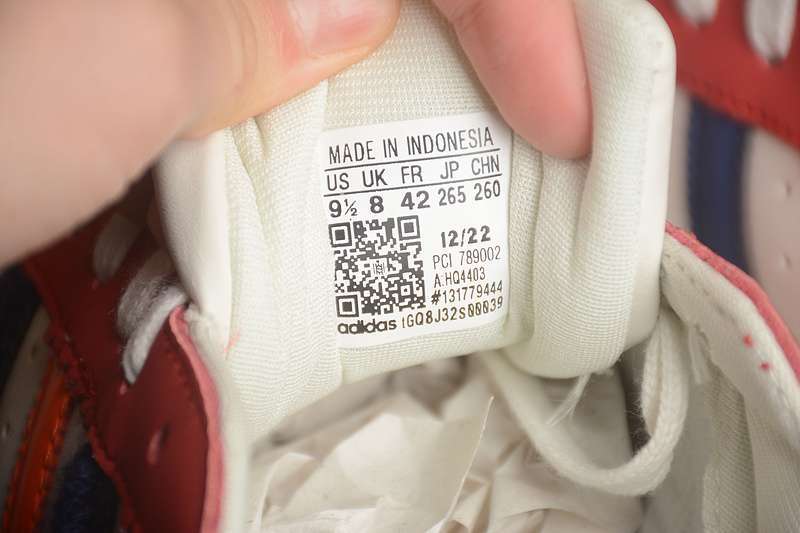 MADE IN INDONESIA
US UK FR JP CHN
9½ 8 42 265 260
12/22
PCI 789002
A:HQ4403
#131779444
adidas tGQ8J32s00039